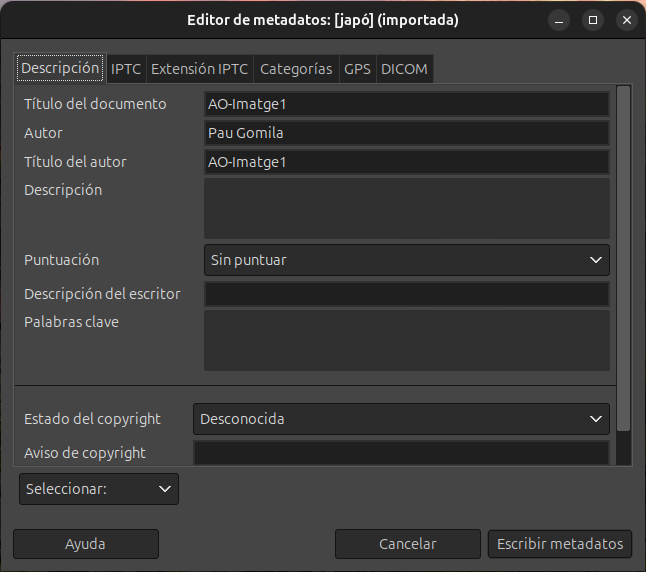 Editor de metadatos: [japó] (importada)
Descripción IPTC Extensión IPTC Categorías GPS DICOM
Título del documento AO-Imatge1
Autor Pau Gomila
Título del autor AO-Imatge1
Descripción
Puntuación Sin puntuar
Descripción del escritor
Palabras clave
Estado del copyright Desconocida
Aviso de copyright
Seleccionar:
Ayuda Cancelar Escribir metadatos